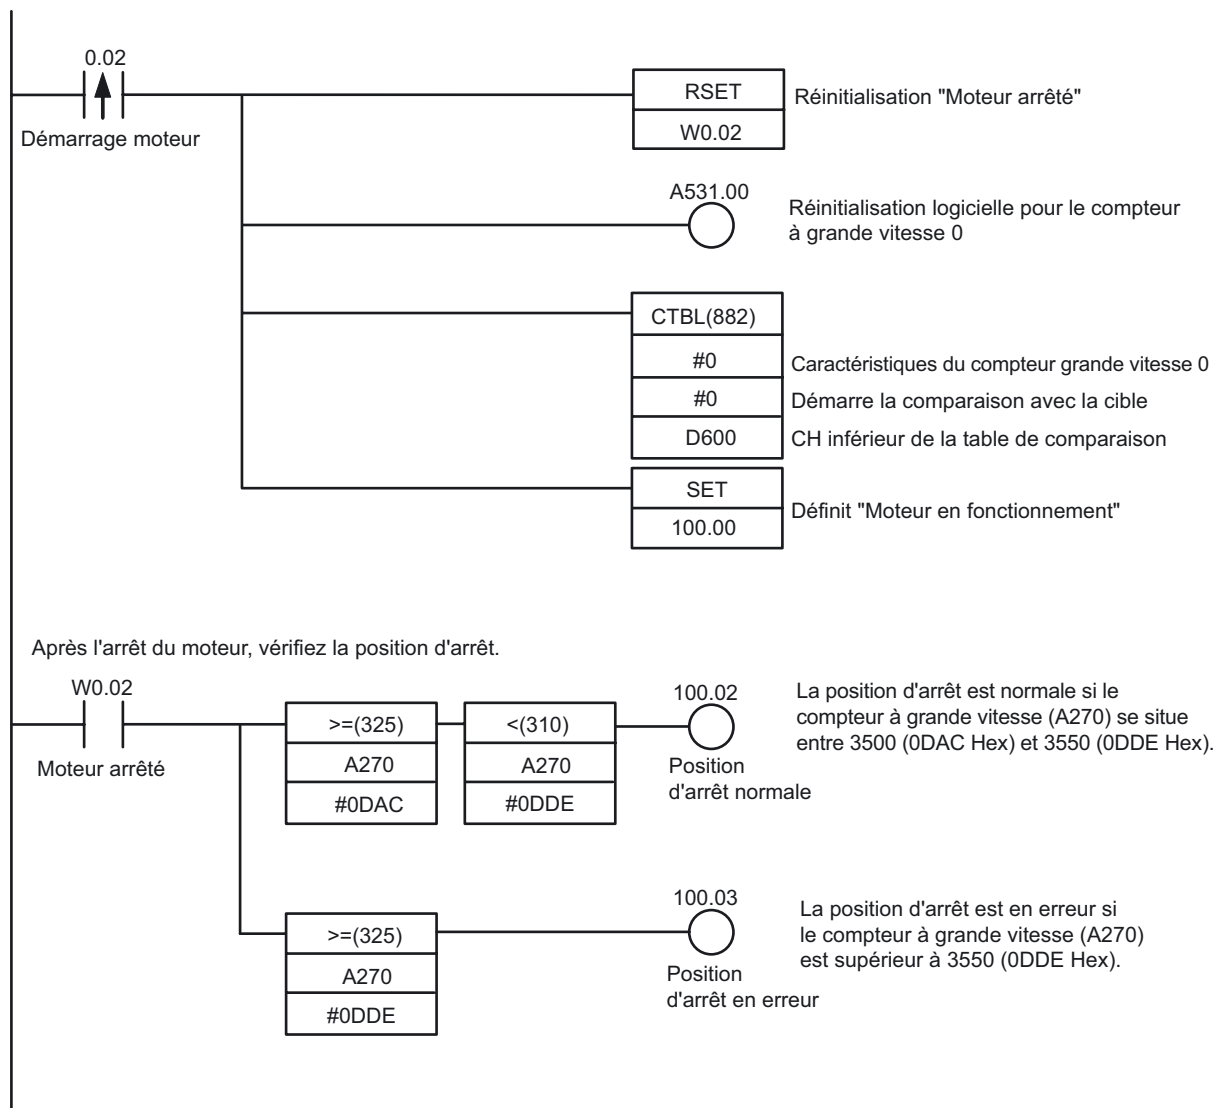 0.02
Démarrage moteur
RSET
W0.02
Réinitialisation "Moteur arrêté"
A531.00
Réinitialisation logicielle pour le compteur
à grande vitesse 0
CTBL(882)
#0
Caractéristiques du compteur grande vitesse 0
#0
Démarre la comparaison avec la cible
D600
CH inférieur de la table de comparaison
SET
100.00
Définit "Moteur en fonctionnement"
Après l'arrêt du moteur, vérifiez la position d'arrêt.
W0.02
Moteur arrêté
>=(325)
A270
#0DAC
<(310)
A270
#0DDE
100.02
Position
d'arrêt normale
La position d'arrêt est normale si le
compteur à grande vitesse (A270) se situe
entre 3500 (0DAC Hex) et 3550 (0DDE Hex).
>=(325)
A270
#0DDE
100.03
Position
d'arrêt en erreur
La position d'arrêt est en erreur si
le compteur à grande vitesse (A270)
est supérieur à 3550 (0DDE Hex).